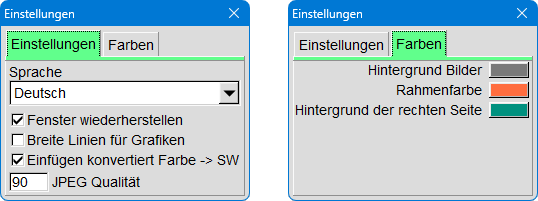 Einstellungen
Einstellungen Farben
Sprache
Deutsch
Fenster wiederherstellen
Breite Linien für Grafiken
Einfügen konvertiert Farbe -> SW
90 JPEG Qualität
Einstellungen
Einstellungen Farben
Hintergrund Bilder
Rahmenfarbe
Hintergrund der rechten Seite